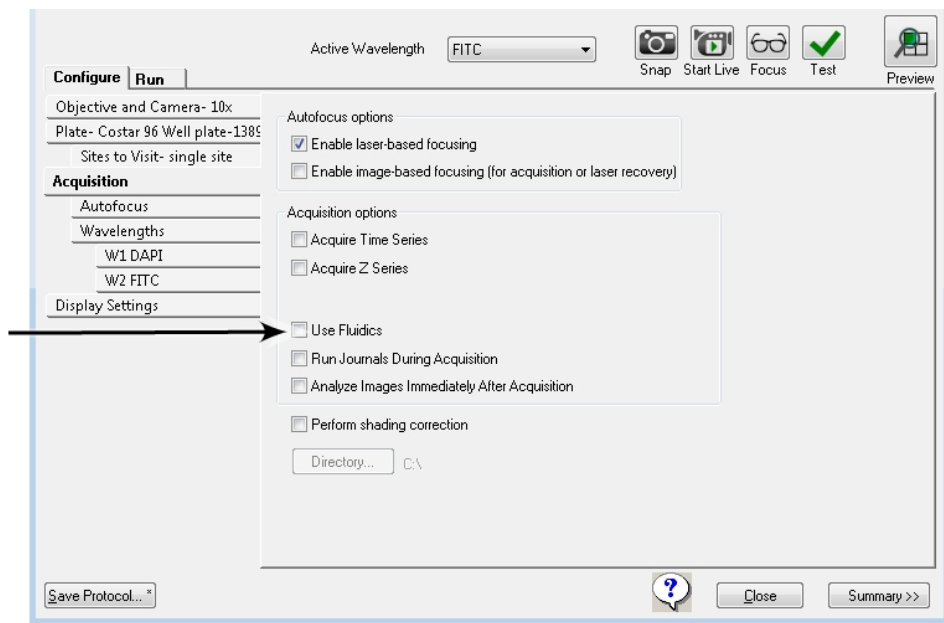 Active Wavelength FITC
Snap Start Live Focus Test Preview
Configure Run
Objective and Camera- 10x
Plate- Costar 96 Well plate-1389
Sites to Visit- single site
Acquisition
Autofocus
Wavelengths
W1 DAPI
W2 FITC
Display Settings
Autofocus options
Enable laser-based focusing
Enable image-based focusing (for acquisition or laser recovery)
Acquisition options
Acquire Time Series
Acquire Z Series
Use Fluidics
Run Journals During Acquisition
Analyze Images Immediately After Acquisition
Perform shading correction
Directory... C:\
Save Protocol... * ? Close Summary >>